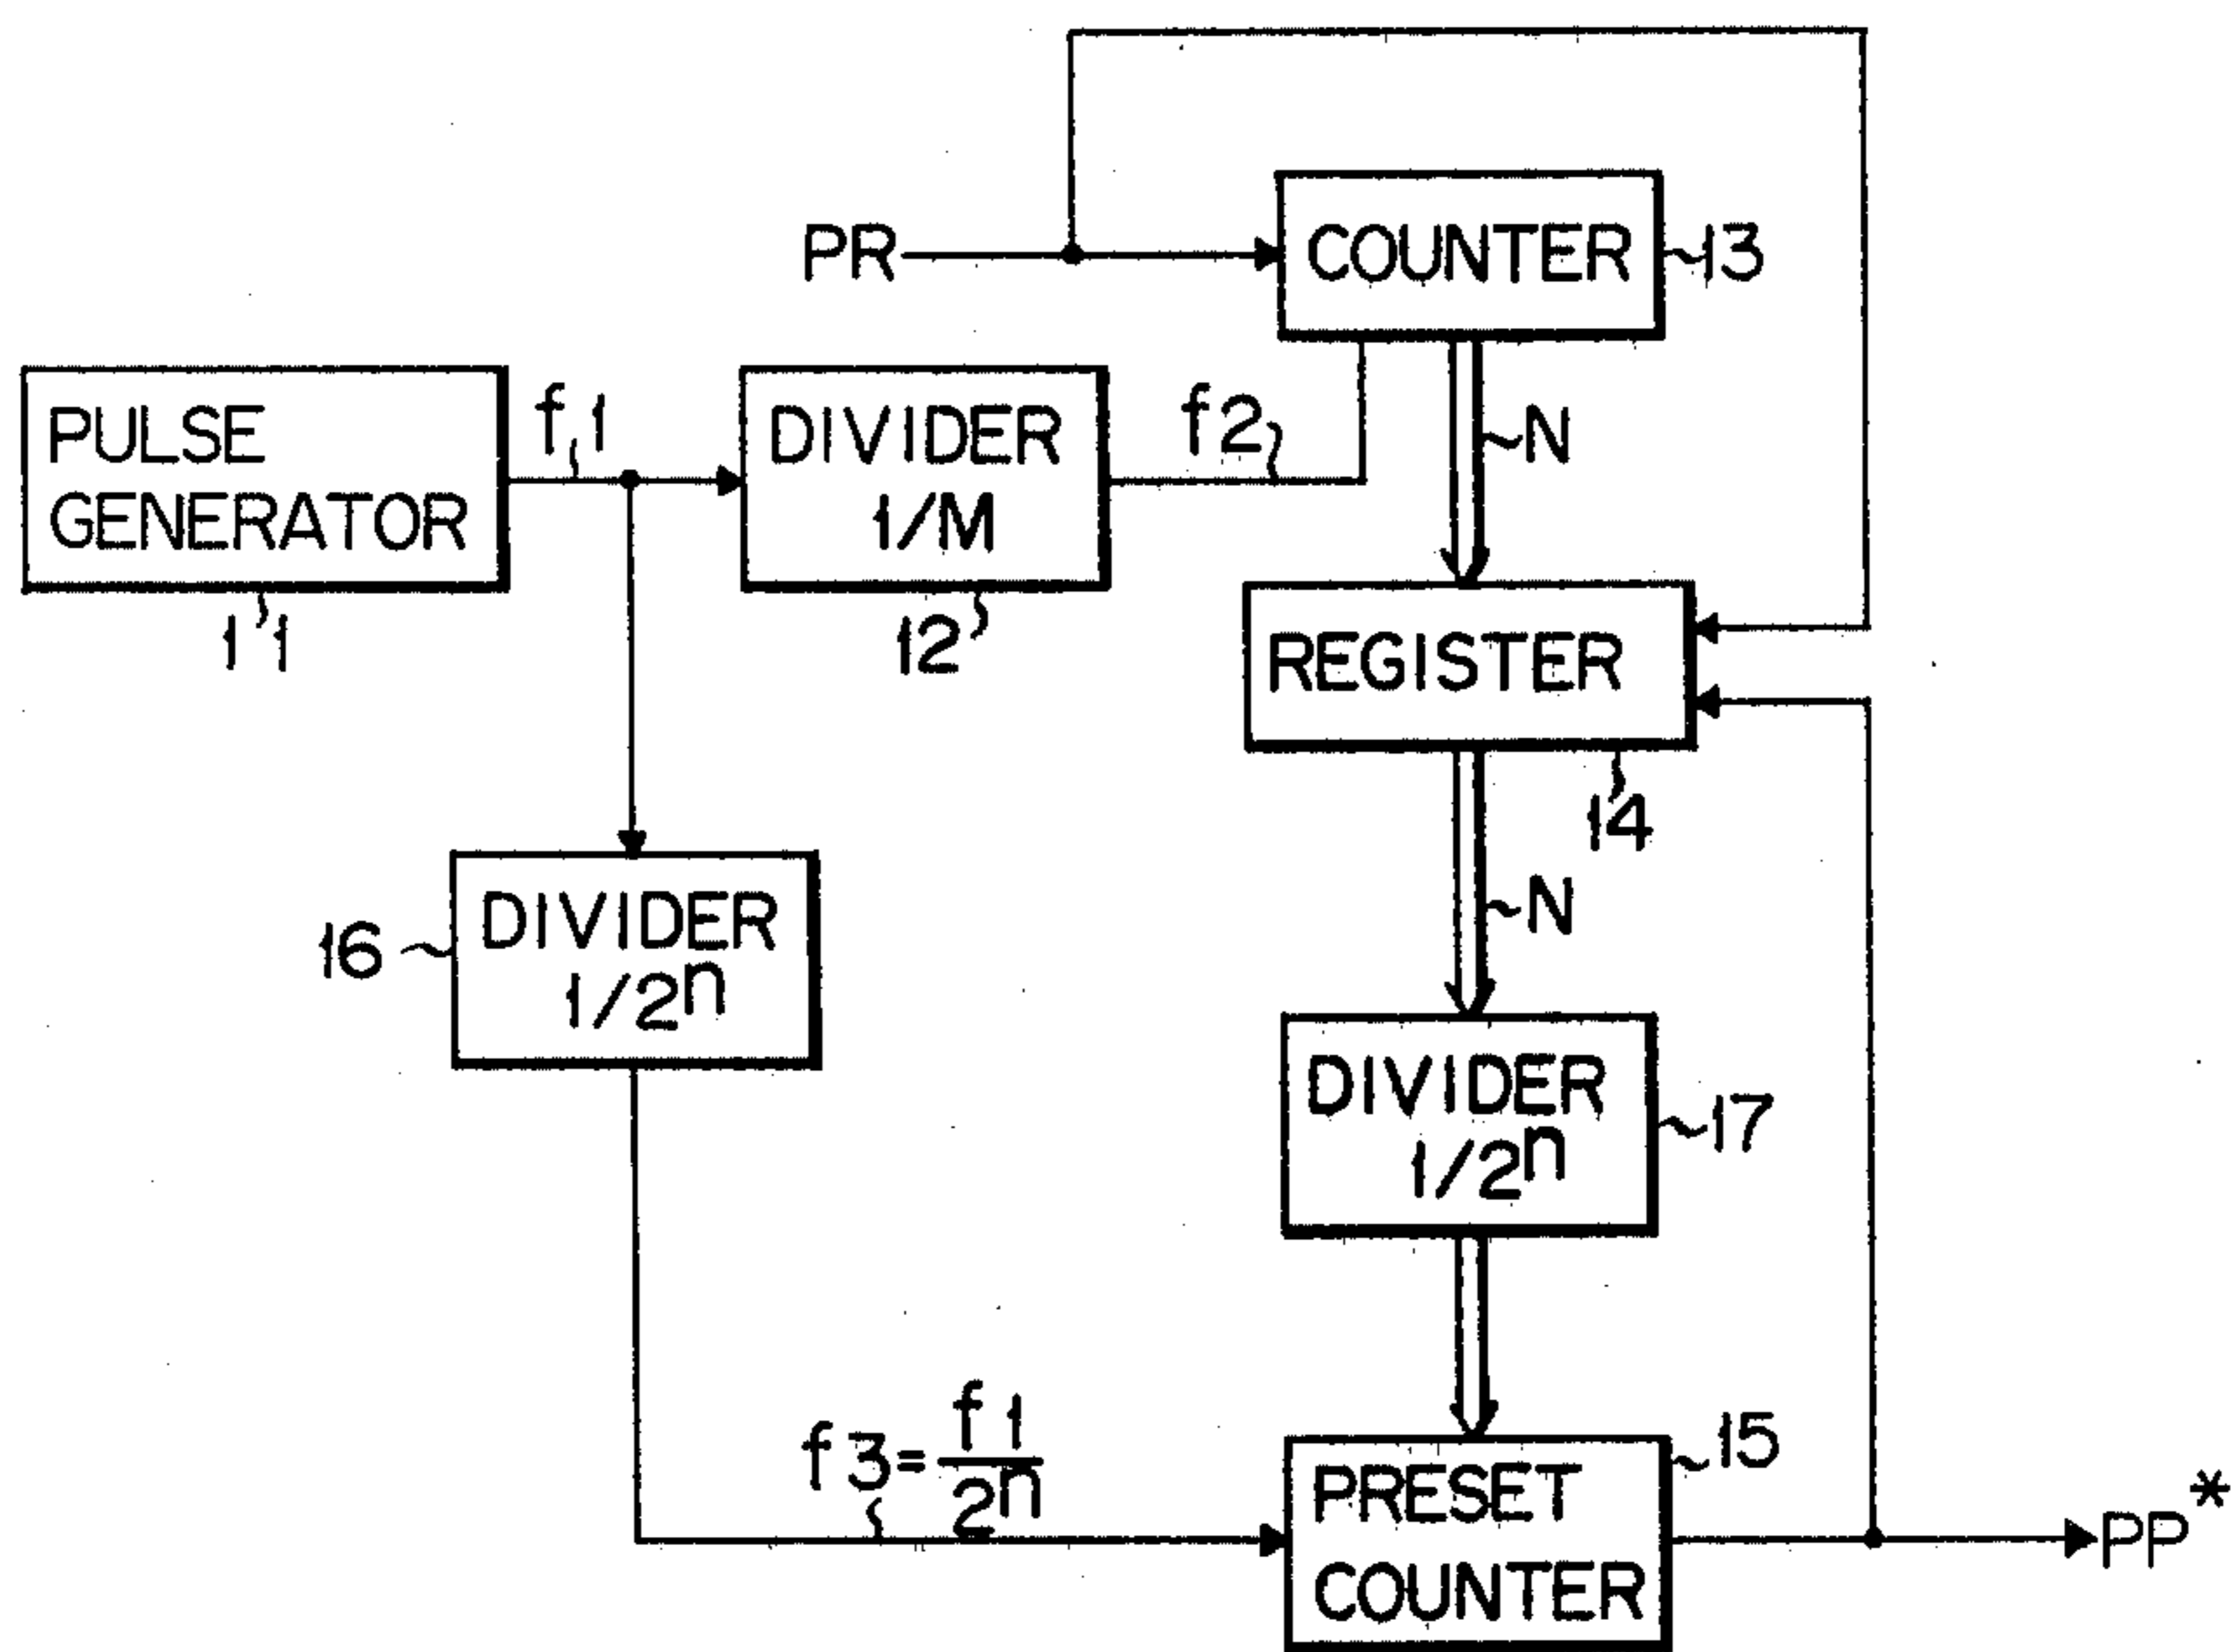 PR
COUNTER
13
PULSE
GENERATOR
11
f1
DIVIDER
1/M
12
f2
N
REGISTER
14
16
DIVIDER
1/2ⁿ
N
DIVIDER
1/2ⁿ
17
f3=f1/2ⁿ
PRESET
COUNTER
15
PP*